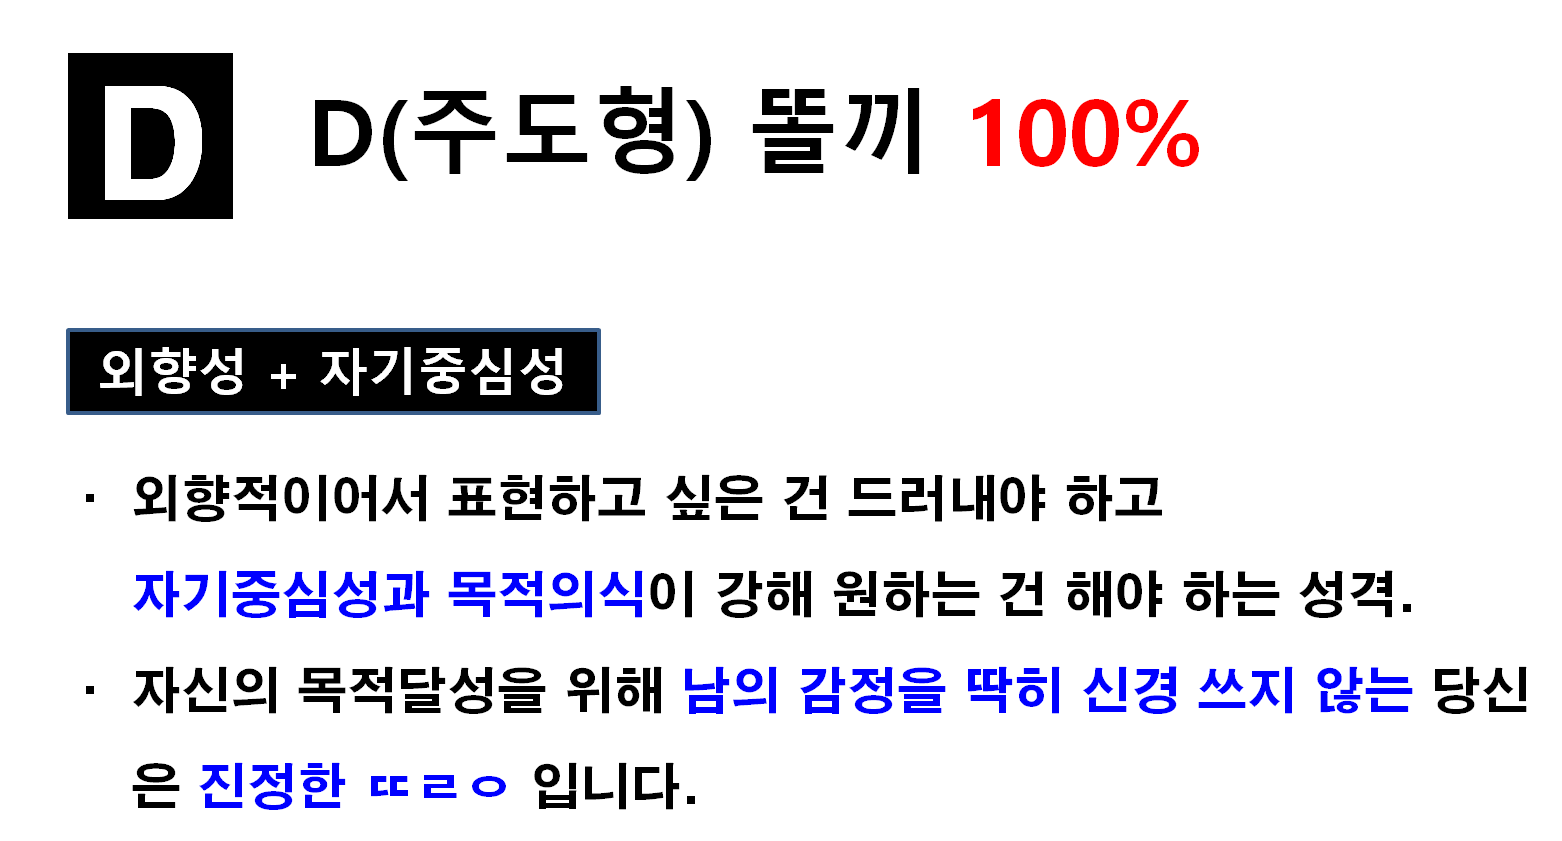 D
D(주도형) 똘끼 100%
외향성 + 자기중심성
· 외향적이어서 표현하고 싶은 건 드러내야 하고
자기중심성과 목적의식이 강해 원하는 건 해야 하는 성격.
· 자신의 목적달성을 위해 남의 감정을 딱히 신경 쓰지 않는 당신
은 진정한 ㄸㄹㅇ 입니다.